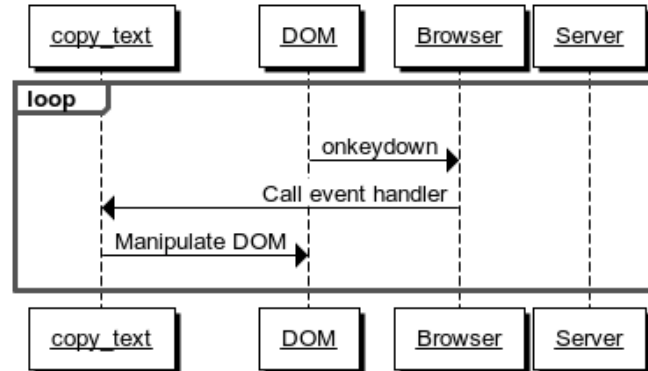 copy_text DOM Browser Server
loop
onkeydown
Call event handler
Manipulate DOM
copy_text DOM Browser Server